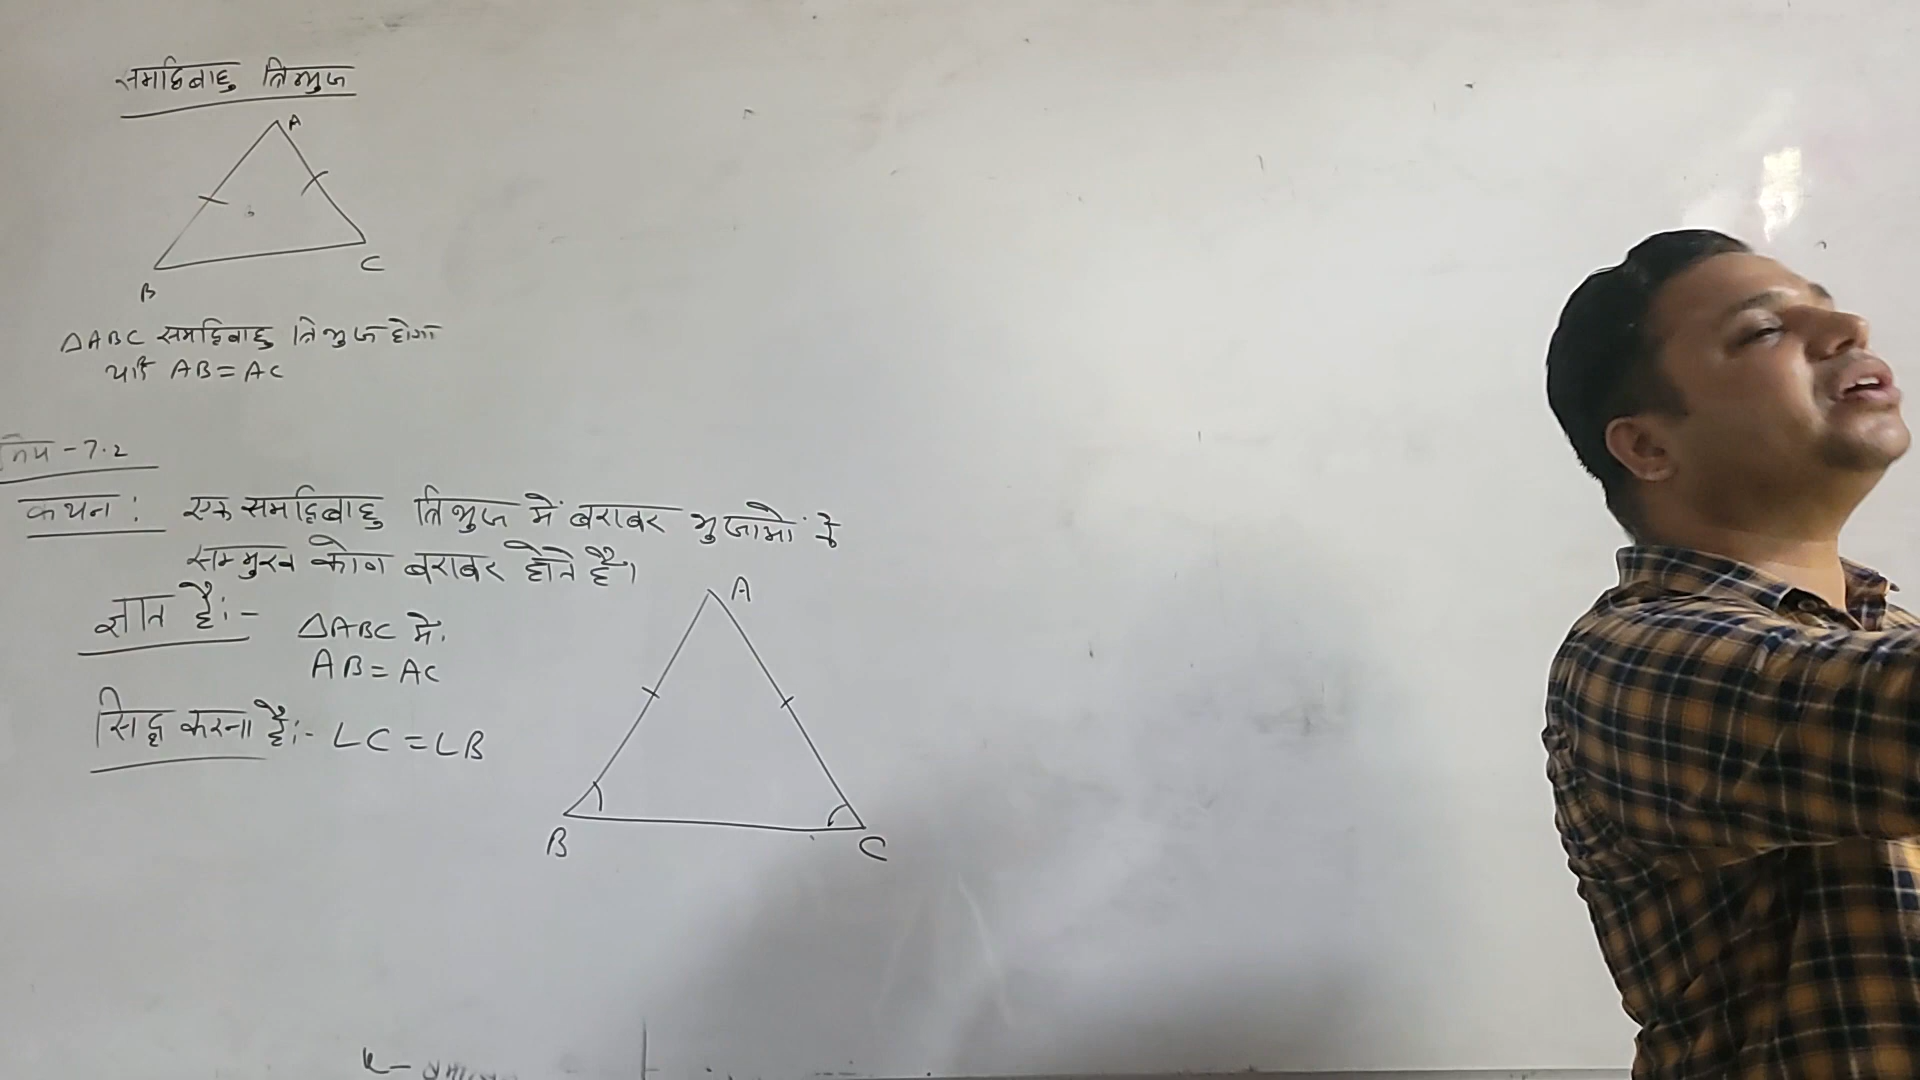 समद्विबाहु त्रिभुज
A
B
C
△ABC समद्विबाहु त्रिभुज होगा
यदि AB = AC
7.2
कथन : एक समद्विबाहु त्रिभुज में बराबर भुजाओं के
सम्मुख कोण बराबर होते हैं।
ज्ञात है:-
△ABC में
AB = AC
सिद्ध करना है:- ∠C = ∠B
A
B
C